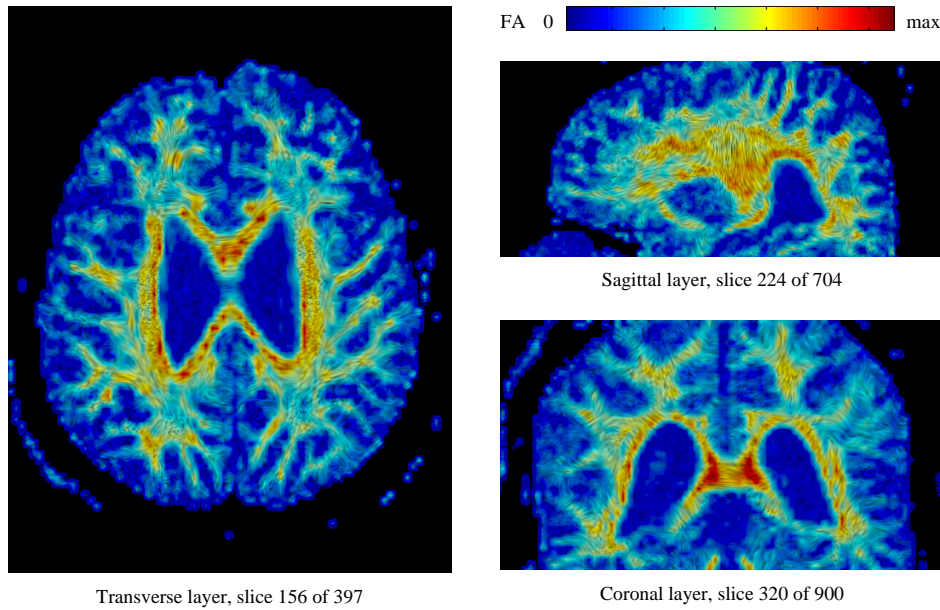 FA 0 max
Sagittal layer, slice 224 of 704
Transverse layer, slice 156 of 397
Coronal layer, slice 320 of 900